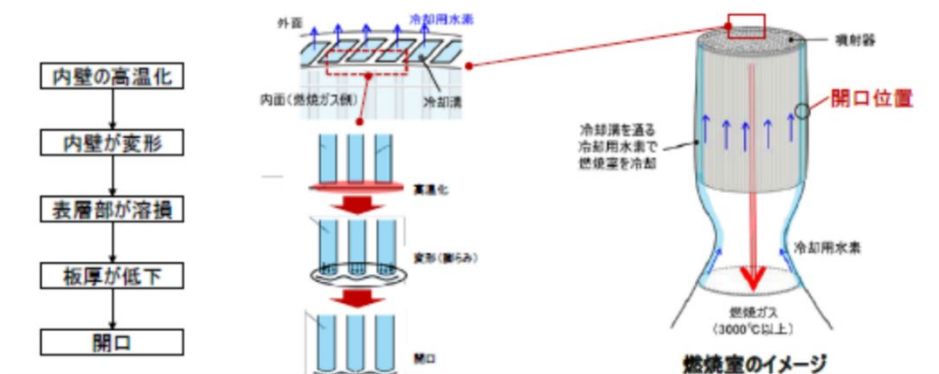 内壁の高温化
内壁が変形
表層部が溶損
板厚が低下
開口
外面
冷却用水素
内面(燃焼ガス側)
冷却溝
高温化
変形(膨らみ)
開口
噴射器
開口位置
冷却溝を通る
冷却用水素で
燃焼室を冷却
冷却用水素
燃焼ガス
(3000℃以上)
燃焼室のイメージ